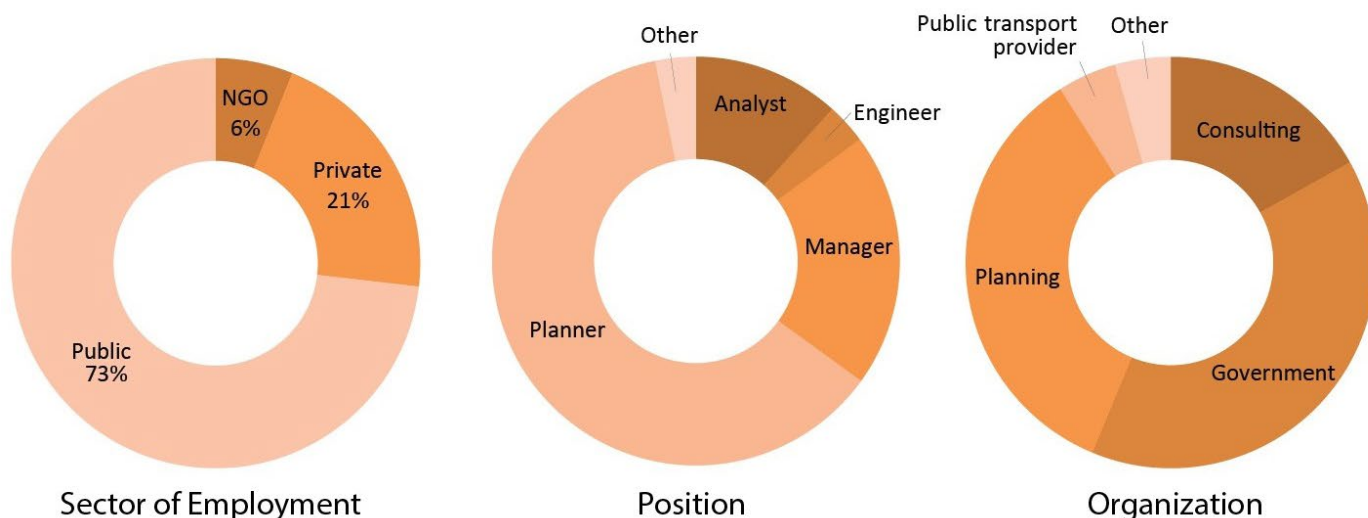 NGO
6%
Private
21%
Public
73%
Sector of Employment
Other
Analyst
Engineer
Manager
Planner
Position
Public transport
provider
Other
Consulting
Planning
Government
Organization